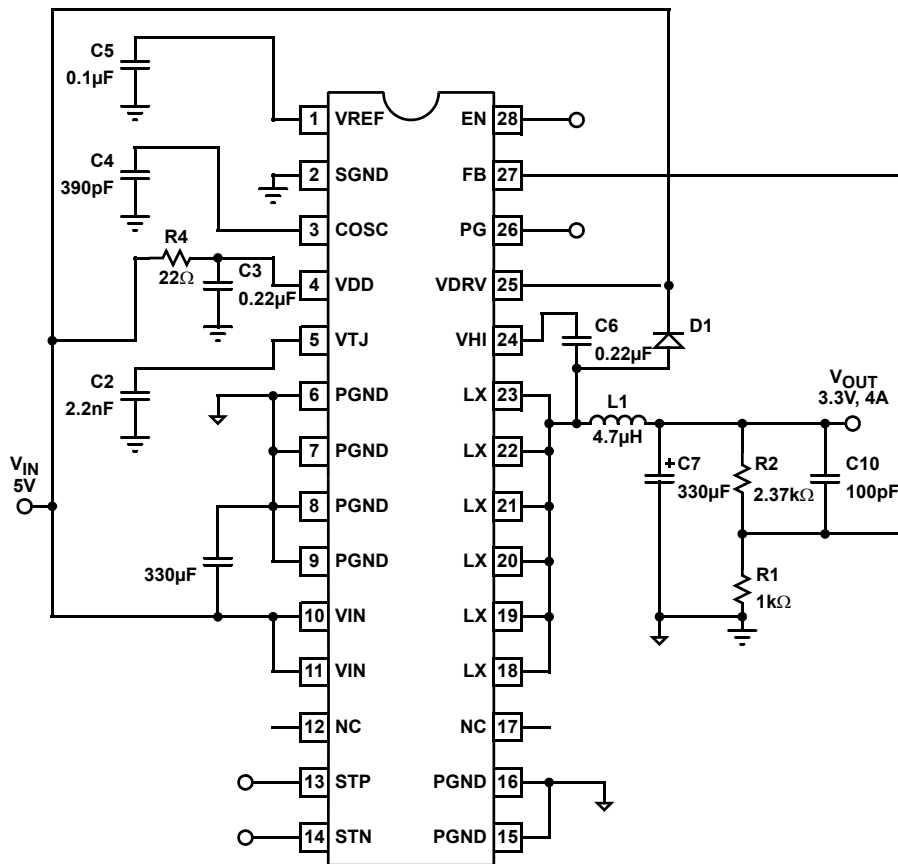 C5
0.1µF
C4
390pF
R4
22Ω
C3
0.22µF
C2
2.2nF
VIN
5V
330µF
1 VREF
2 SGND
3 COSC
4 VDD
5 VTJ
6 PGND
7 PGND
8 PGND
9 PGND
10 VIN
11 VIN
12 NC
13 STP
14 STN
EN 28
FB 27
PG 26
VDRV 25
VHI 24
LX 23
LX 22
LX 21
LX 20
LX 19
LX 18
NC 17
PGND 16
PGND 15
C6
0.22µF
D1
L1
4.7µH
VOUT
3.3V, 4A
+ C7
330µF
R2
2.37kΩ
C10
100pF
R1
1kΩ